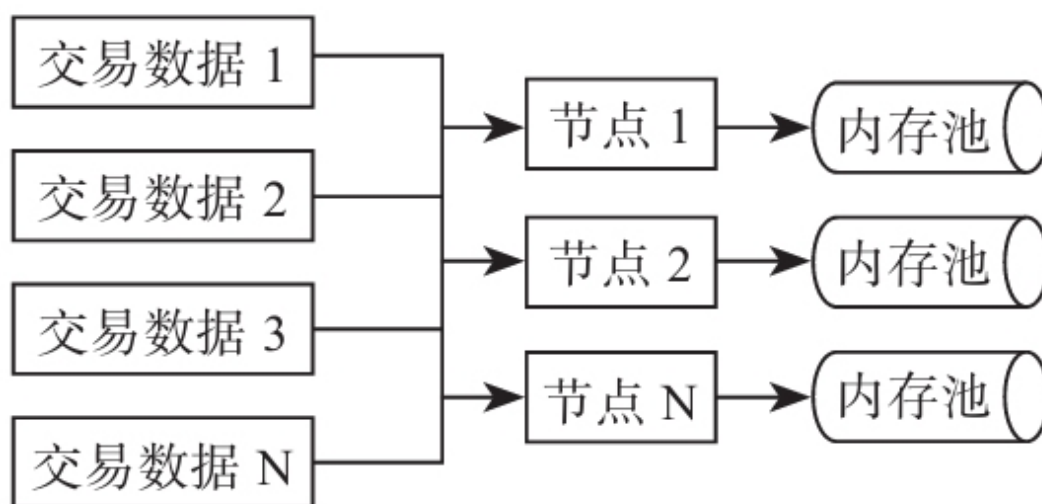 交易数据 1
交易数据 2
交易数据 3
交易数据 N
节点 1
节点 2
节点 N
内存池
内存池
内存池